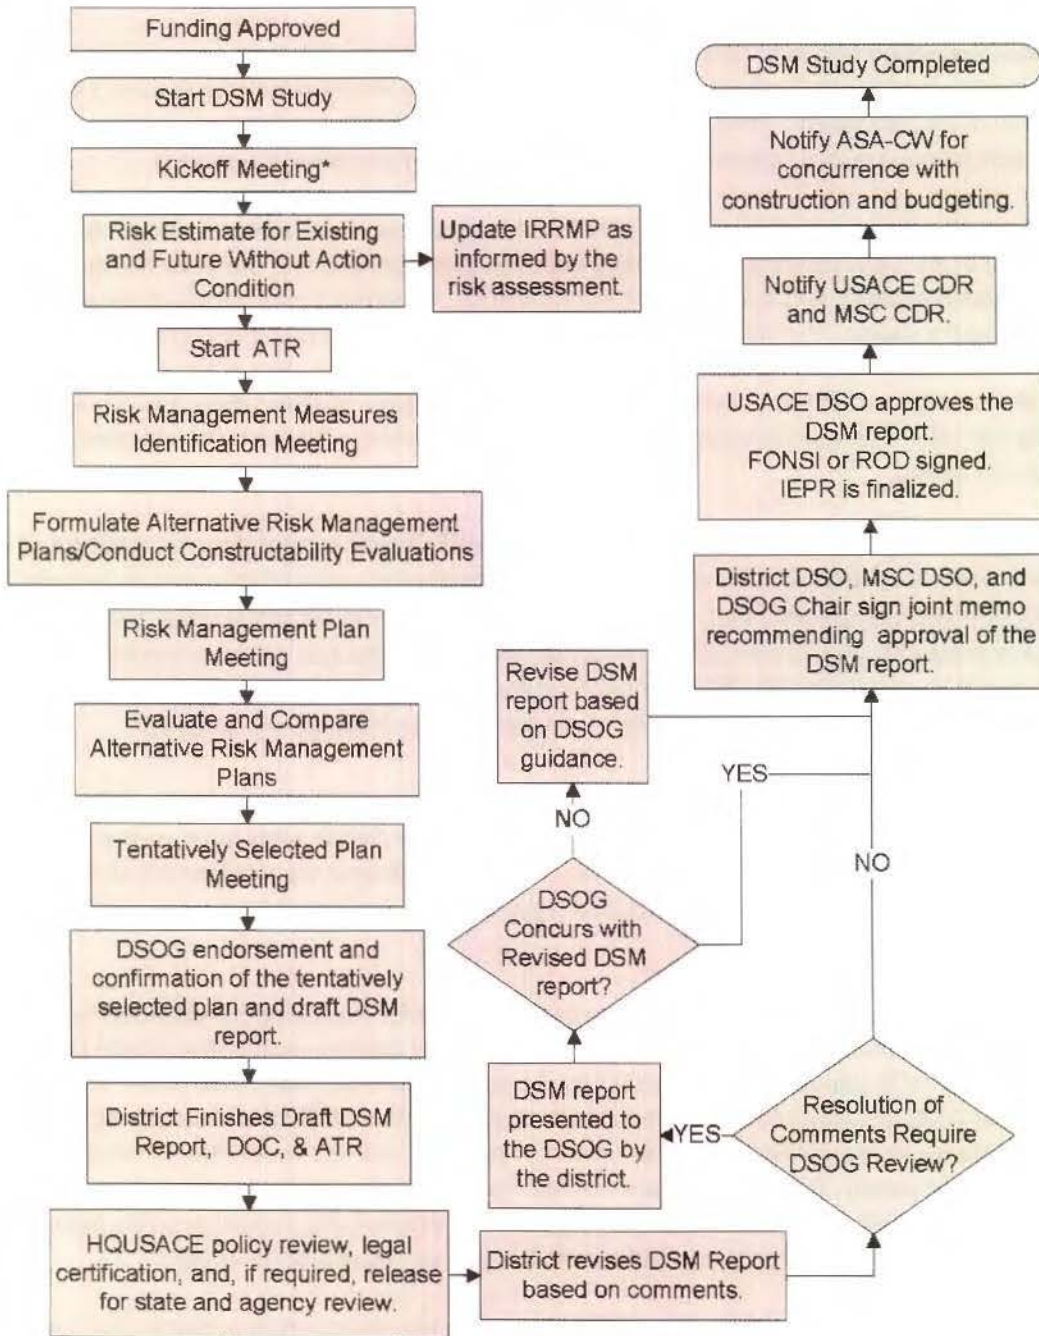 Funding Approved
Start DSM Study
Kickoff Meeting*
Risk Estimate for Existing
and Future Without Action
Condition
Update IRRMP as
informed by the
risk assessment.
Start ATR
Risk Management Measures
Identification Meeting
Formulate Alternative Risk Management
Plans/Conduct Constructability Evaluations
Risk Management Plan
Meeting
Evaluate and Compare
Alternative Risk Management
Plans
Tentatively Selected Plan
Meeting
DSOG endorsement and
confirmation of the tentatively
selected plan and draft DSM
report.
District Finishes Draft DSM
Report, DOC, & ATR
HQUSACE policy review, legal
certification, and, if required, release
for state and agency review.
District revises DSM Report
based on comments.
Resolution of
Comments Require
DSOG Review?
YES
NO
DSM report
presented to
the DSOG by
the district.
DSOG
Concurs with
Revised DSM
report?
NO
YES
Revise DSM
report based
on DSOG
guidance.
District DSO, MSC DSO, and
DSOG Chair sign joint memo
recommending approval of the
DSM report.
USACE DSO approves the
DSM report.
FONSI or ROD signed.
IEPR is finalized.
Notify USACE CDR
and MSC CDR.
Notify ASA-CW for
concurrence with
construction and budgeting.
DSM Study Completed